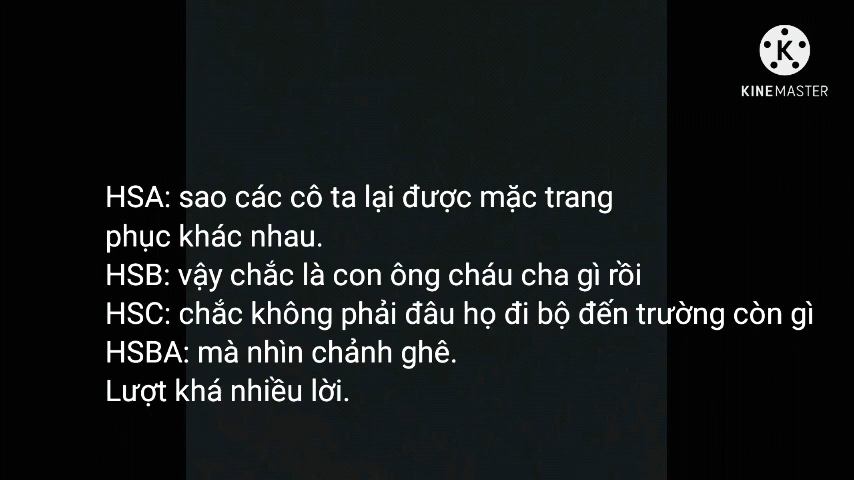 KINEMASTER
HSA: sao các cô ta lại được mặc trang
phục khác nhau.
HSB: vậy chắc là con ông cháu cha gì rồi
HSC: chắc không phải đâu họ đi bộ đến trường còn gì
HSBA: mà nhìn chảnh ghê.
Lượt khá nhiều lời.